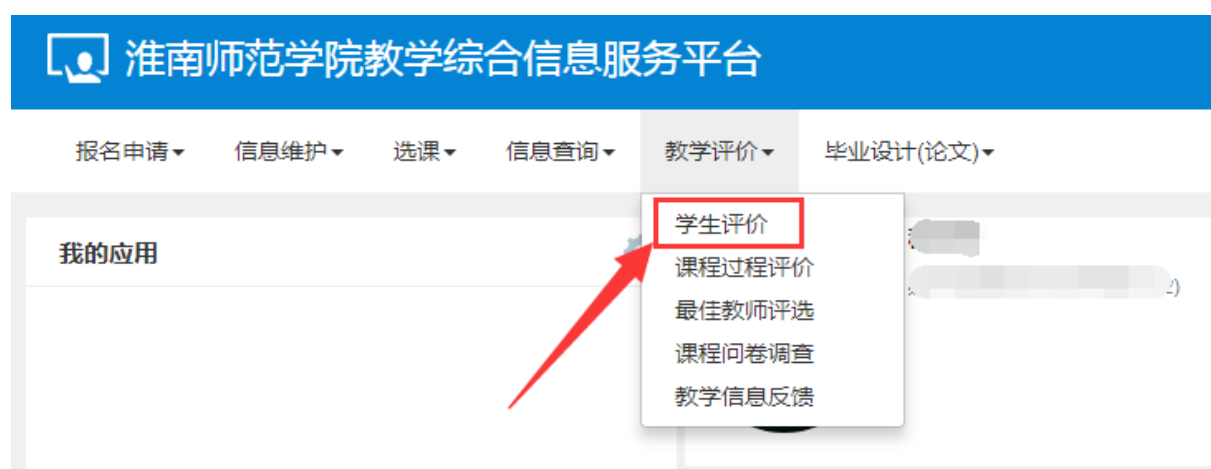 淮南师范学院教学综合信息服务平台
报名申请 信息维护 选课 信息查询 教学评价 毕业设计(论文)
我的应用
学生评价
课程过程评价
最佳教师评选
课程问卷调查
教学信息反馈